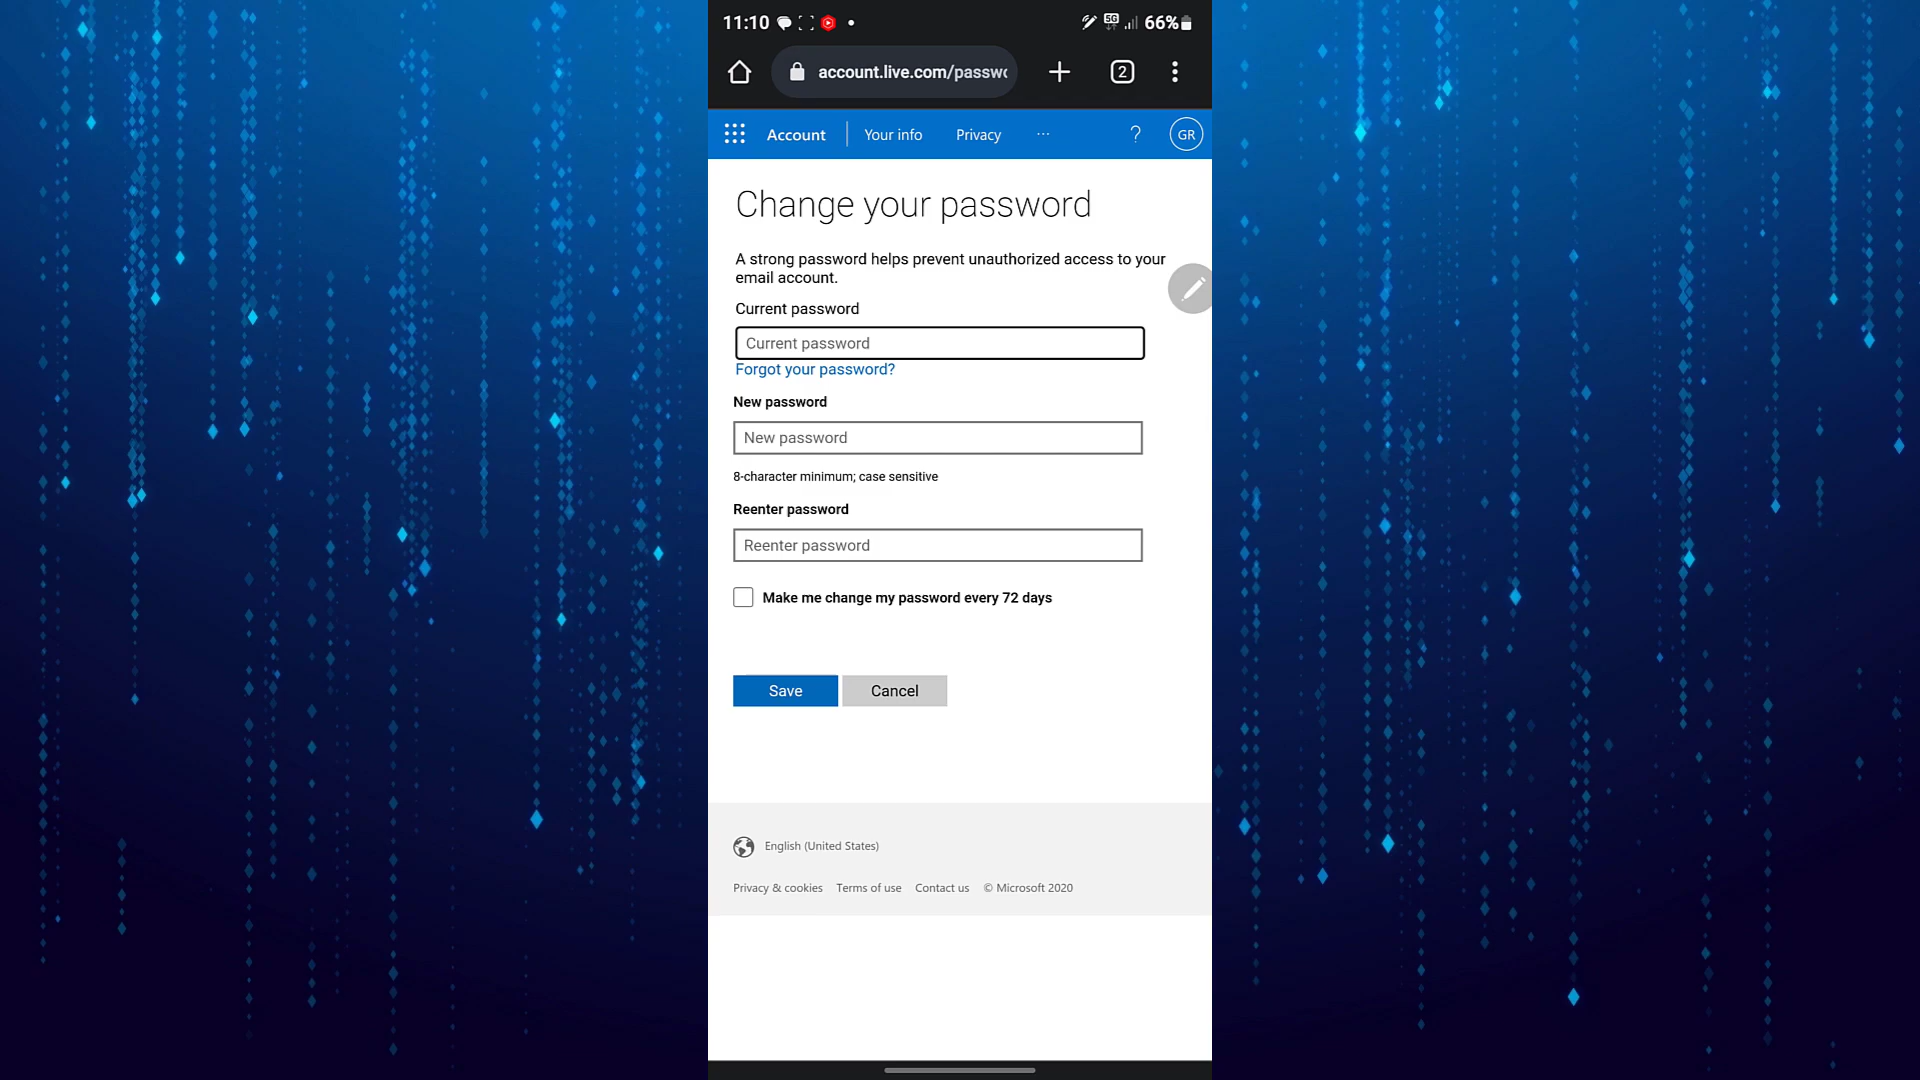 11:10 5G 66%
account.live.com/passw
2
Account Your info Privacy ... ? GR
Change your password
A strong password helps prevent unauthorized access to your
email account.
Current password
Current password
Forgot your password?
New password
New password
8-character minimum; case sensitive
Reenter password
Reenter password
Make me change my password every 72 days
Save Cancel
English (United States)
Privacy & cookies Terms of use Contact us © Microsoft 2020